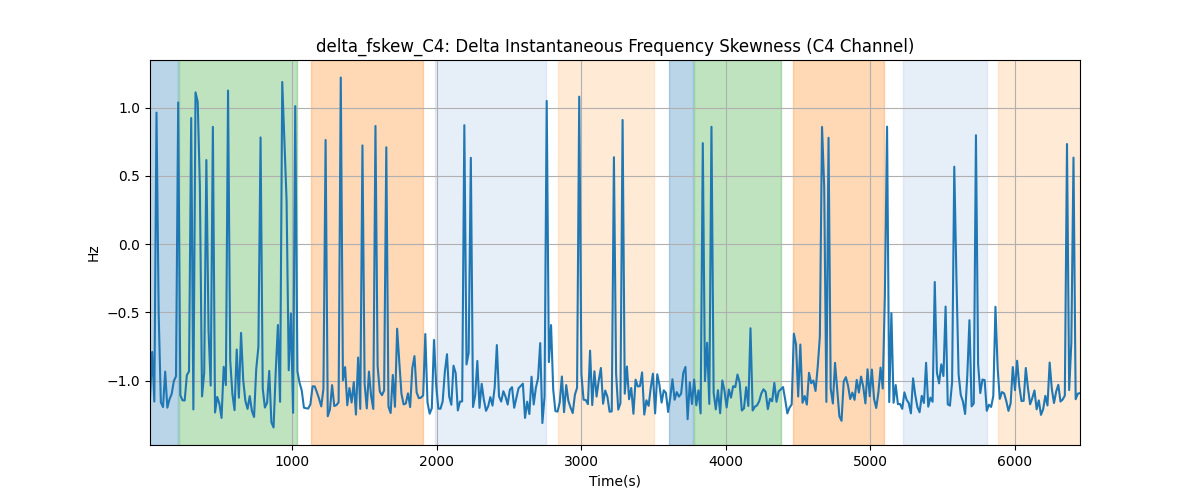 delta_fskew_C4: Delta Instantaneous Frequency Skewness (C4 Channel)
Hz
1.0
0.5
0.0
−0.5
−1.0
1000 2000 3000 4000 5000 6000
Time(s)